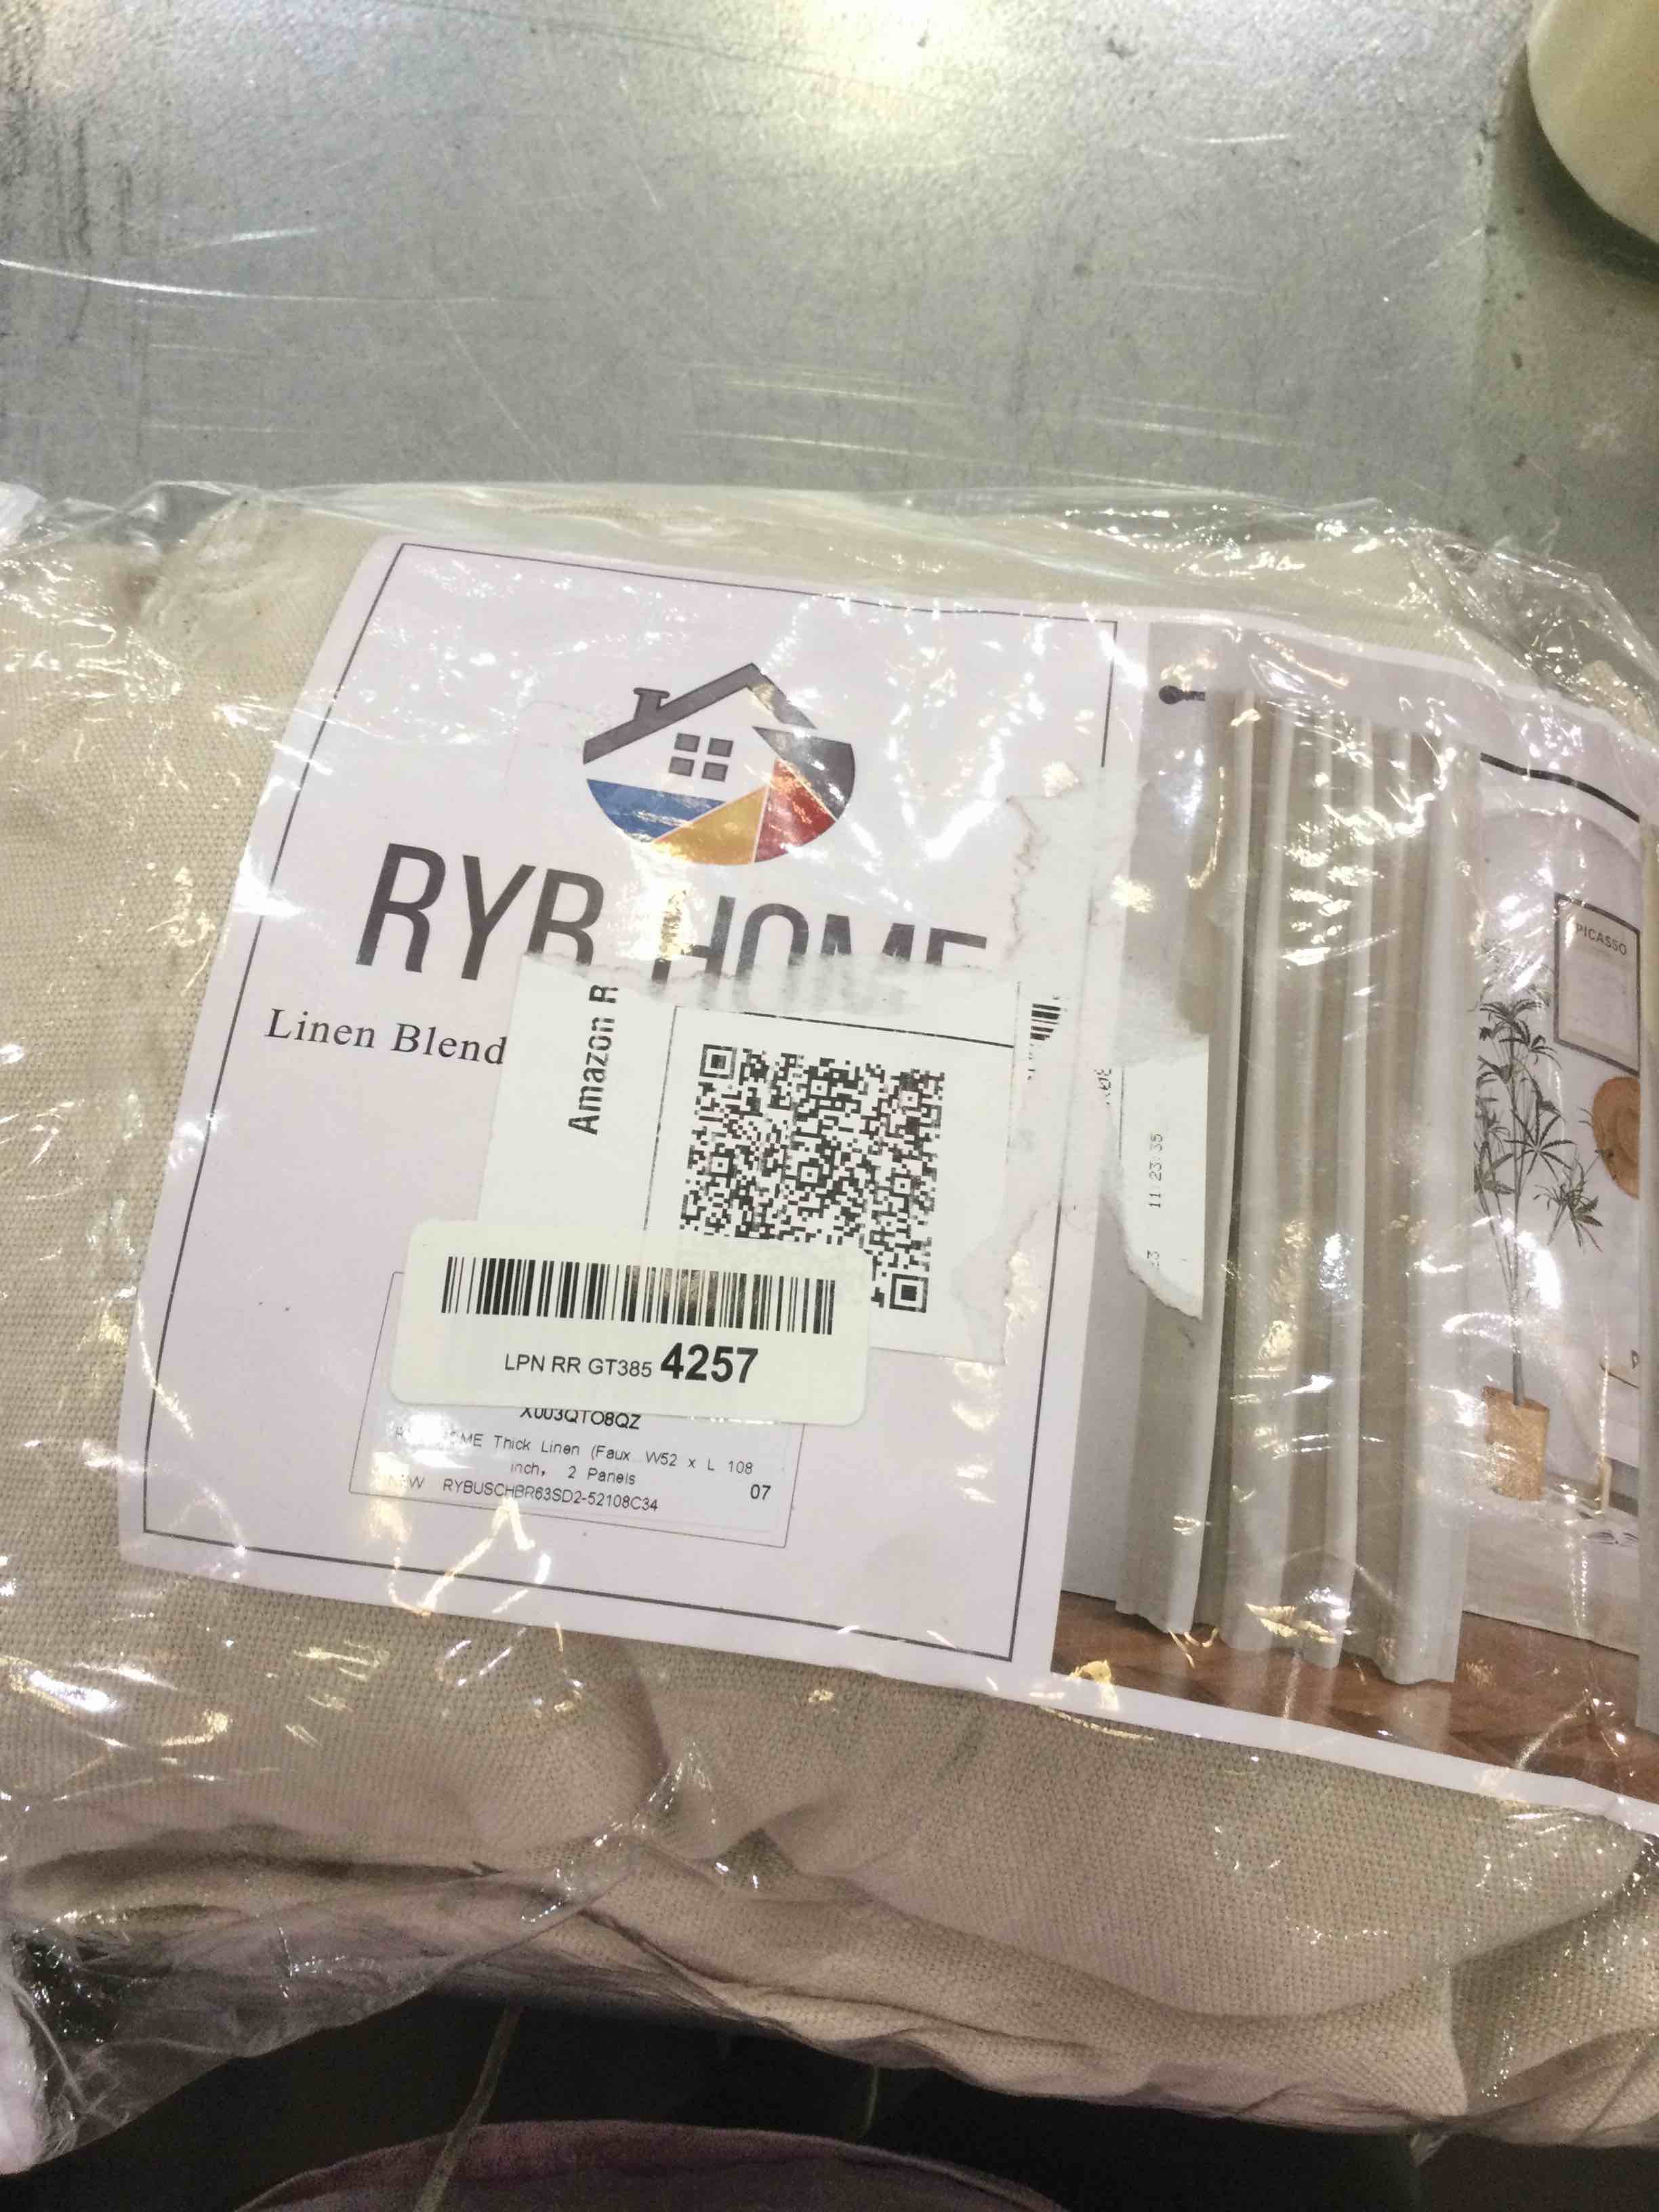 RYB HOME
Linen Blend
Amazon R
11:23:35
LPN RR GT385 4257
X003QTO8QZ
ME Thick Linen (Faux W52 x L 108
inch, 2 Panels
07
RYBUSCHBR63SD2-52108C34
PICASSO